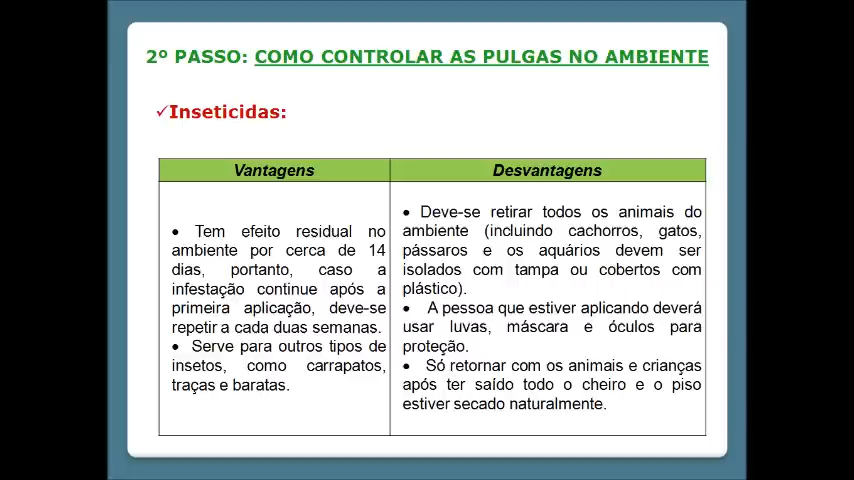 2º PASSO: COMO CONTROLAR AS PULGAS NO AMBIENTE
✓Inseticidas:
Vantagens
• Tem efeito residual no
ambiente por cerca de 14
dias, portanto, caso a
infestação continue após a
primeira aplicação, deve-se
repetir a cada duas semanas.
• Serve para outros tipos de
insetos, como carrapatos,
traças e baratas.
Desvantagens
• Deve-se retirar todos os animais do
ambiente (incluindo cachorros, gatos,
pássaros e os aquários devem ser
isolados com tampa ou cobertos com
plástico).
• A pessoa que estiver aplicando deverá
usar luvas, máscara e óculos para
proteção.
• Só retornar com os animais e crianças
após ter saído todo o cheiro e o piso
estiver secado naturalmente.